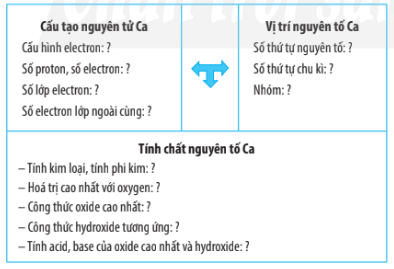 Cấu tạo nguyên tử Ca
Cấu hình electron: ?
Số proton, số electron: ?
Số lớp electron: ?
Số electron lớp ngoài cùng: ?
Vị trí nguyên tố Ca
Số thứ tự nguyên tố: ?
Số thứ tự chu kì: ?
Nhóm: ?
Tính chất nguyên tố Ca
– Tính kim loại, tính phi kim: ?
– Hoá trị cao nhất với oxygen: ?
– Công thức oxide cao nhất: ?
– Công thức hydroxide tương ứng: ?
– Tính acid, base của oxide cao nhất và hydroxide: ?